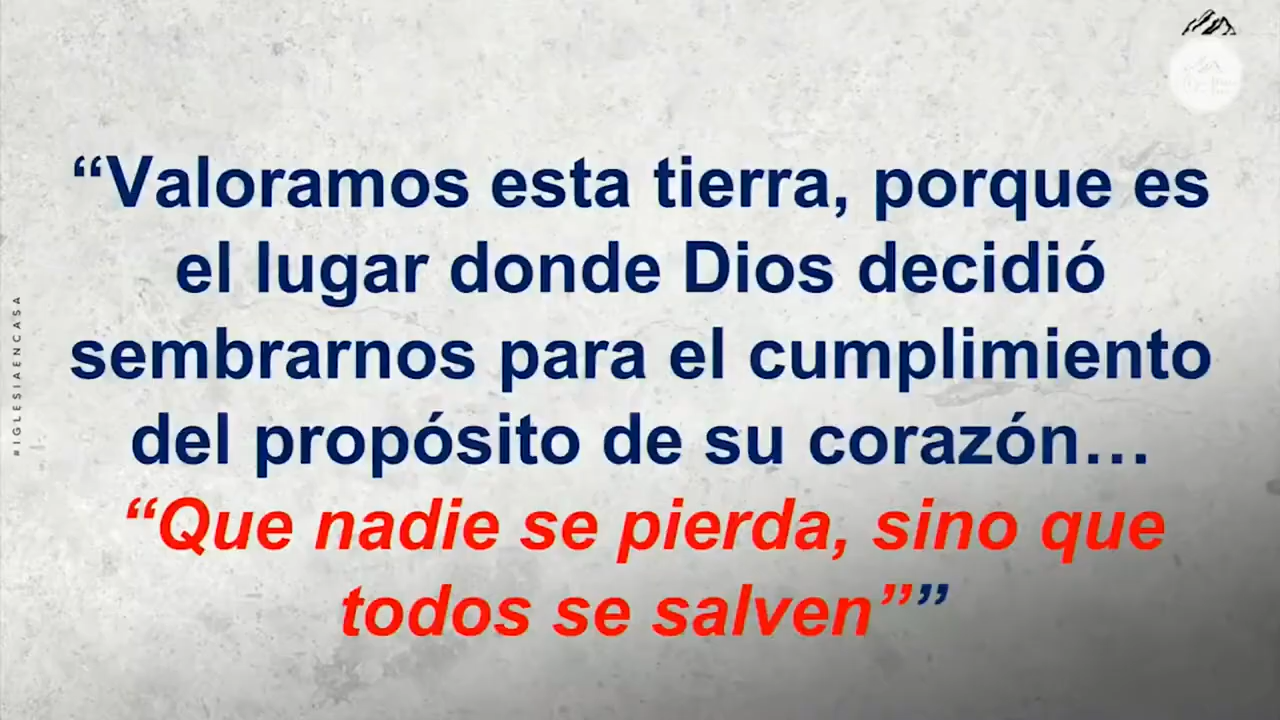 “Valoramos esta tierra, porque es
el lugar donde Dios decidió
sembrarnos para el cumplimiento
del propósito de su corazón…
“Que nadie se pierda, sino que
todos se salven””
#IGLESIAENCASA